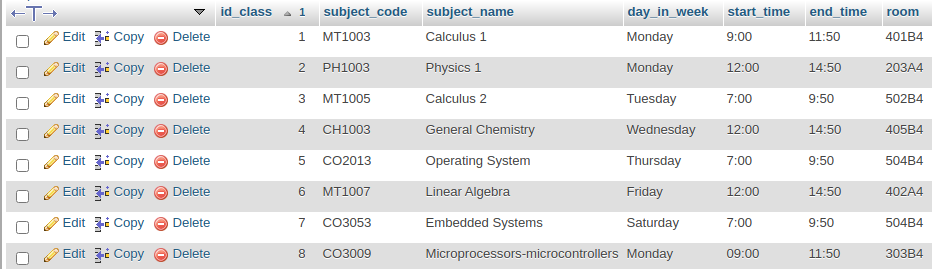 id_class 1 subject_code subject_name day_in_week start_time end_time room
Edit Copy Delete 1 MT1003 Calculus 1 Monday 9:00 11:50 401B4
Edit Copy Delete 2 PH1003 Physics 1 Monday 12:00 14:50 203A4
Edit Copy Delete 3 MT1005 Calculus 2 Tuesday 7:00 9:50 502B4
Edit Copy Delete 4 CH1003 General Chemistry Wednesday 12:00 14:50 405B4
Edit Copy Delete 5 CO2013 Operating System Thursday 7:00 9:50 504B4
Edit Copy Delete 6 MT1007 Linear Algebra Friday 12:00 14:50 402A4
Edit Copy Delete 7 CO3053 Embedded Systems Saturday 7:00 9:50 504B4
Edit Copy Delete 8 CO3009 Microprocessors-microcontrollers Monday 09:00 11:50 303B4